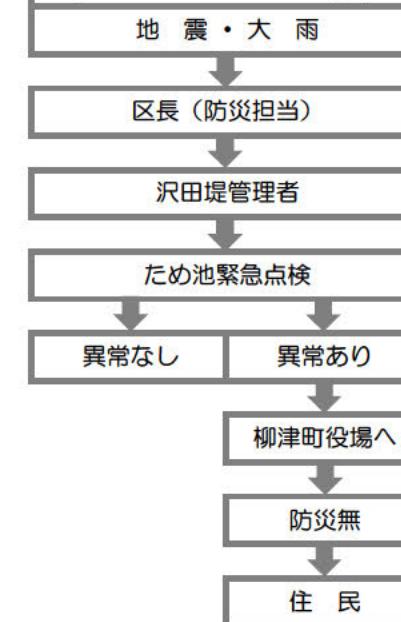 地 震・大 雨
区長（防災担当）
沢田堤管理者
ため池緊急点検
異常なし
異常あり
柳津町役場へ
防災無
住 民